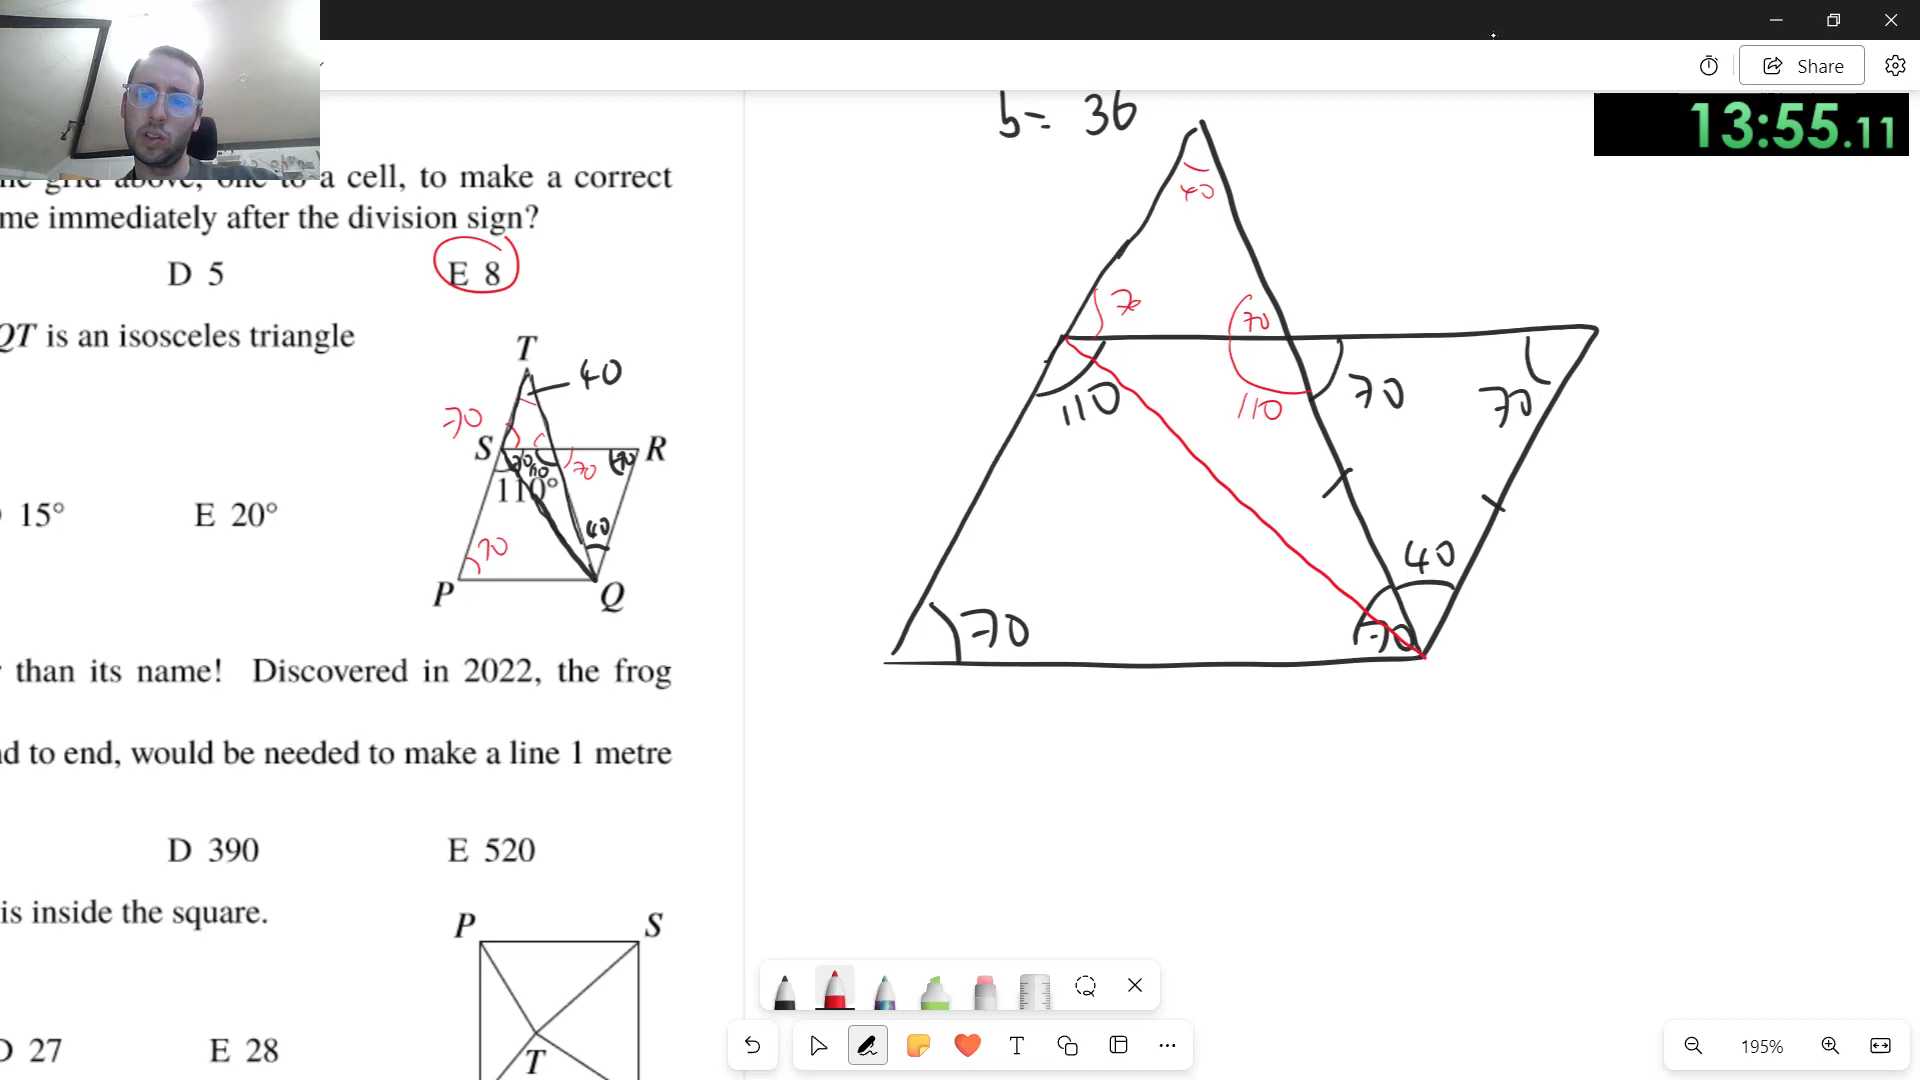 Share
13:55.11
b= 36
a cell, to make a correct
me immediately after the division sign?
D 5
E 8
QT is an isosceles triangle
T
40
70
S
R
70
70
110°
15°
E 20°
40
70
P
Q
than its name! Discovered in 2022, the frog
d to end, would be needed to make a line 1 metre
D 390
E 520
is inside the square.
P
S
T
27
E 28
40
70
70
110
110
70
70
40
70
70
195%